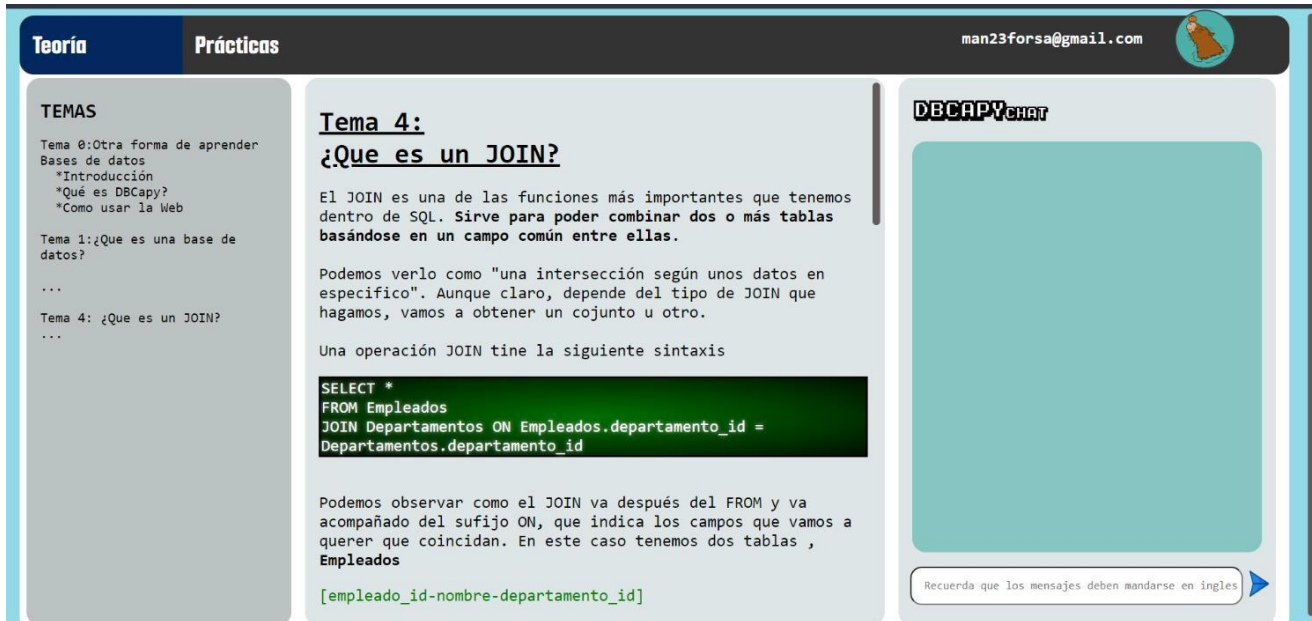 Teoría
Prácticas
man23forsa@gmail.com
TEMAS
Tema 0:Otra forma de aprender
Bases de datos
*Introducción
*Qué es DBCapy?
*Como usar la Web
Tema 1:¿Que es una base de
datos?
...
Tema 4: ¿Que es un JOIN?
...
Tema 4:
¿Que es un JOIN?
El JOIN es una de las funciones más importantes que tenemos
dentro de SQL. Sirve para poder combinar dos o más tablas
basándose en un campo común entre ellas.
Podemos verlo como "una intersección según unos datos en
especifico". Aunque claro, depende del tipo de JOIN que
hagamos, vamos a obtener un cojunto u otro.
Una operación JOIN tine la siguiente sintaxis
SELECT *
FROM Empleados
JOIN Departamentos ON Empleados.departamento_id =
Departamentos.departamento_id
Podemos observar como el JOIN va después del FROM y va
acompañado del sufijo ON, que indica los campos que vamos a
querer que coincidan. En este caso tenemos dos tablas ,
Empleados
[empleado_id-nombre-departamento_id]
DBCAPYCHAT
Recuerda que los mensajes deben mandarse en ingles